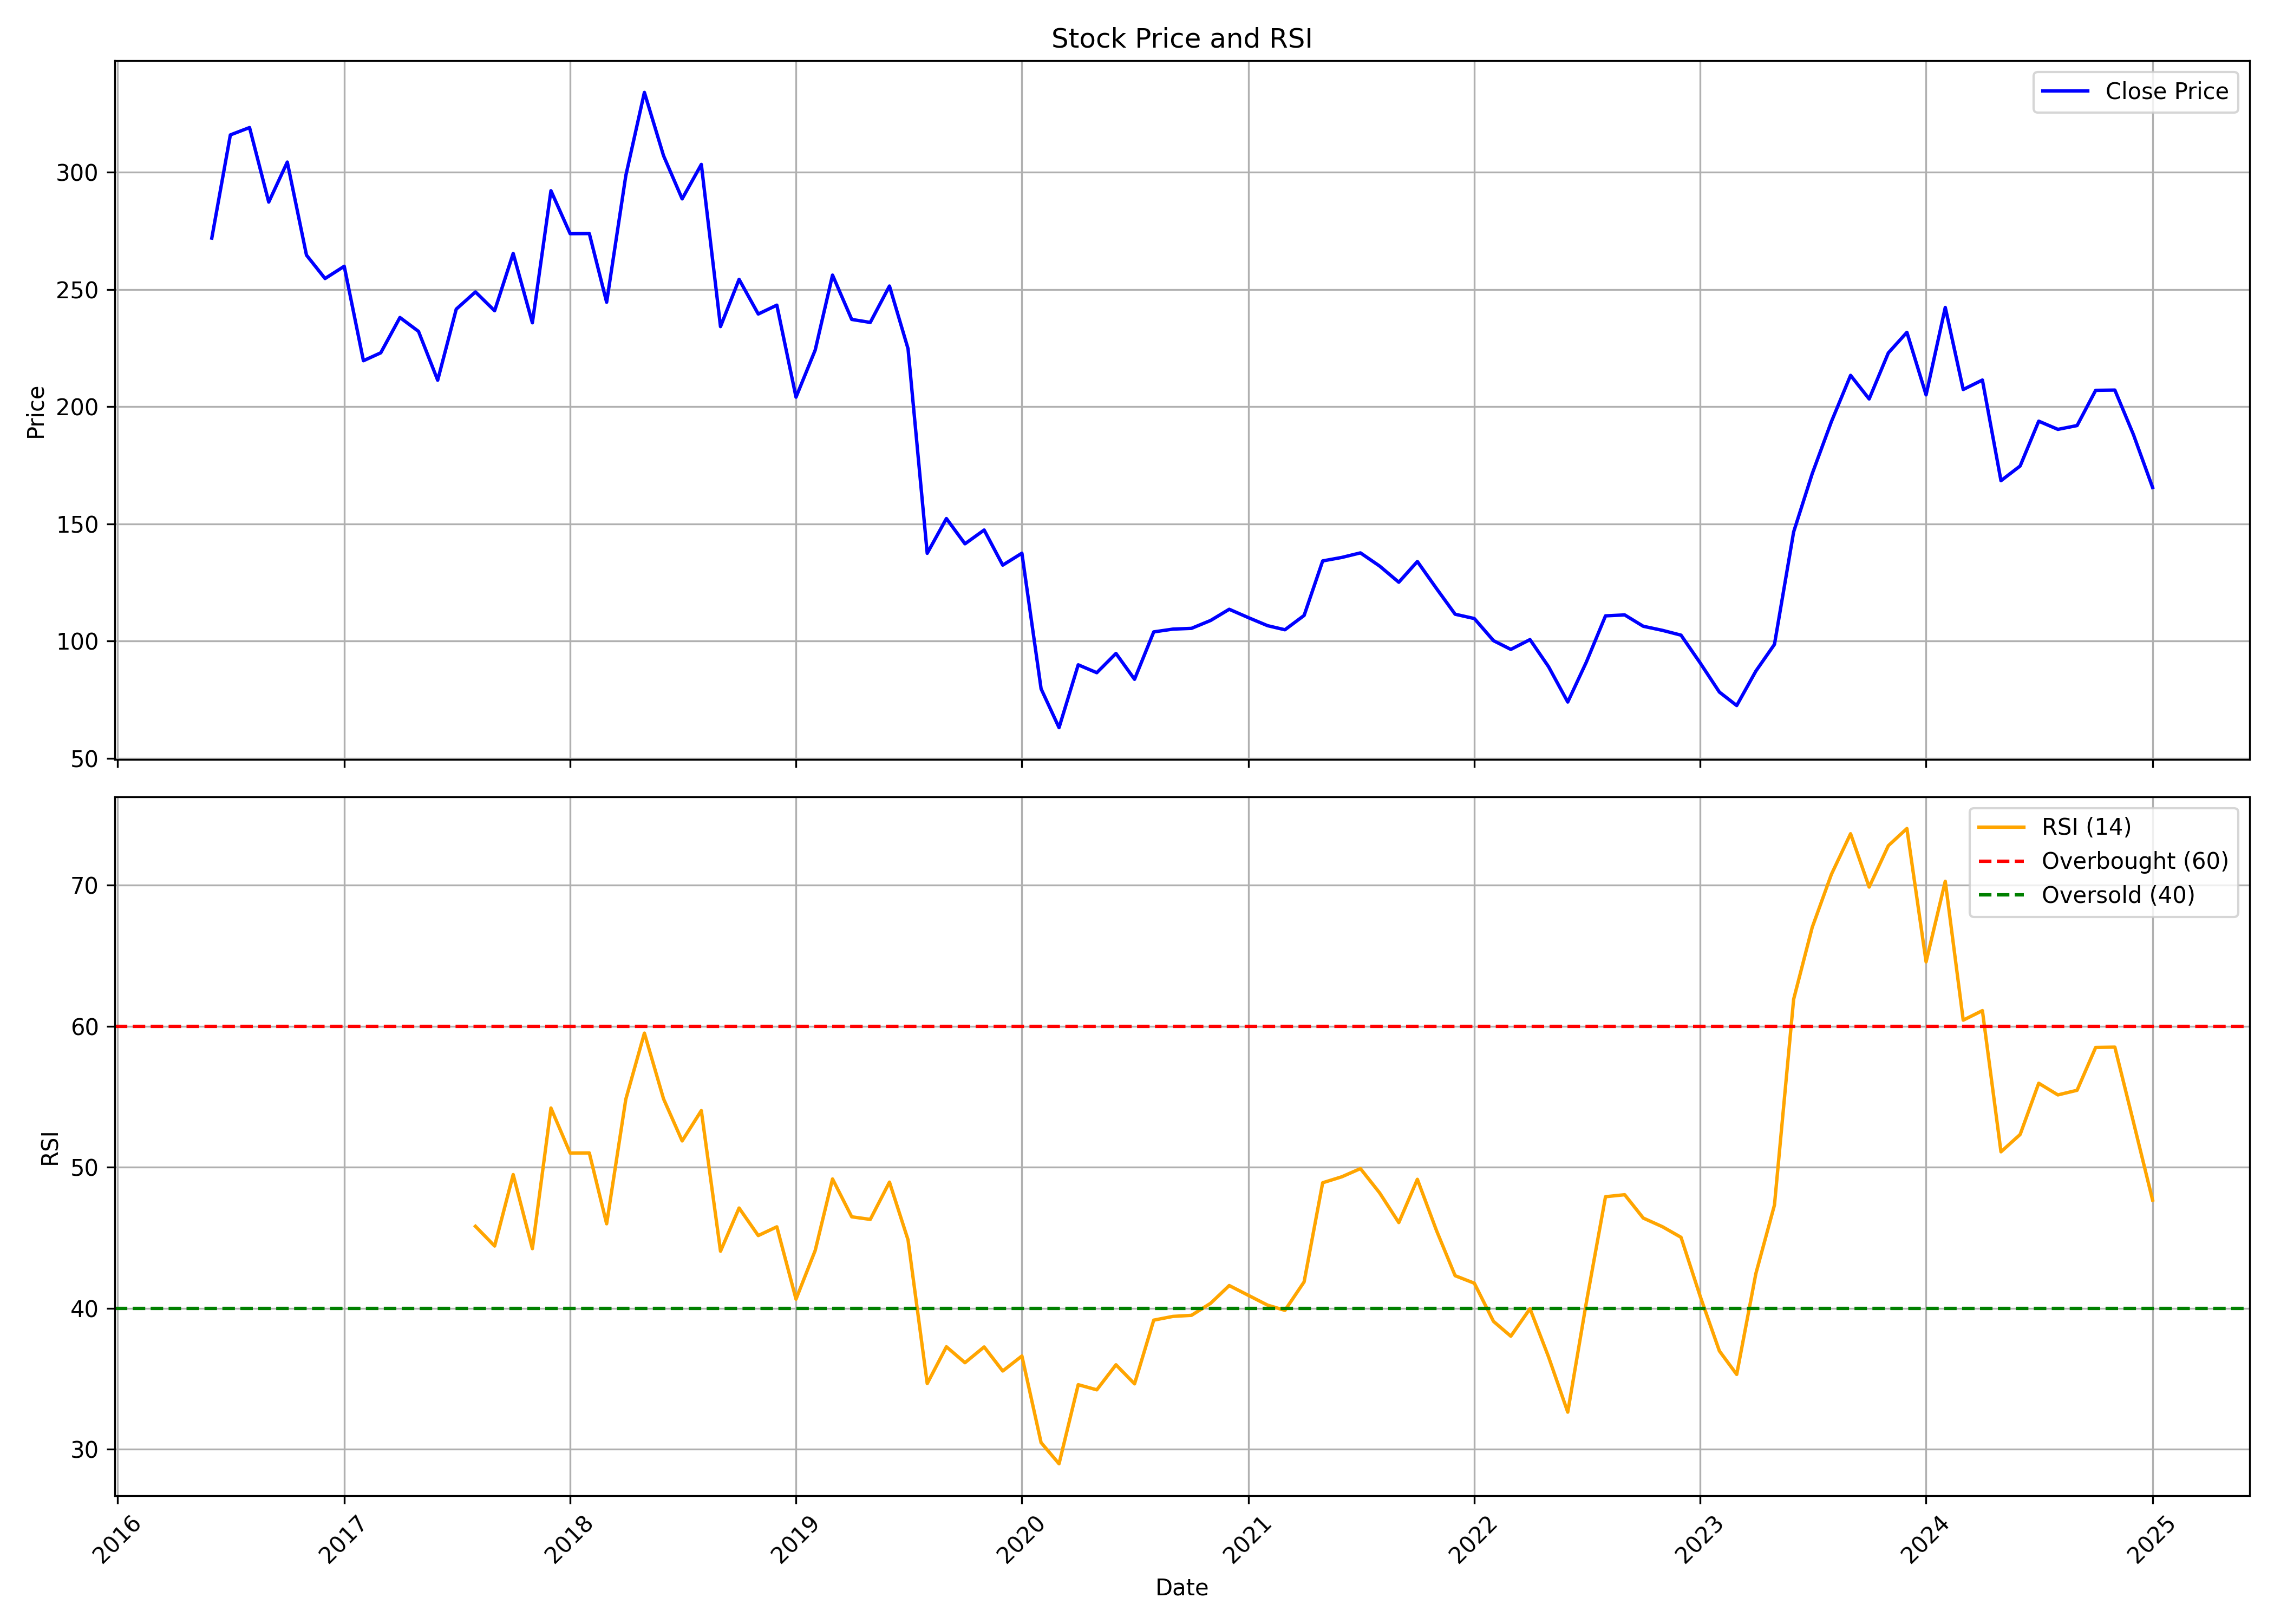 Stock Price and RSI
Close Price
Price
300
250
200
150
100
50
RSI (14)
Overbought (60)
Oversold (40)
RSI
70
60
50
40
30
2016
2017
2018
2019
2020
2021
2022
2023
2024
2025
Date